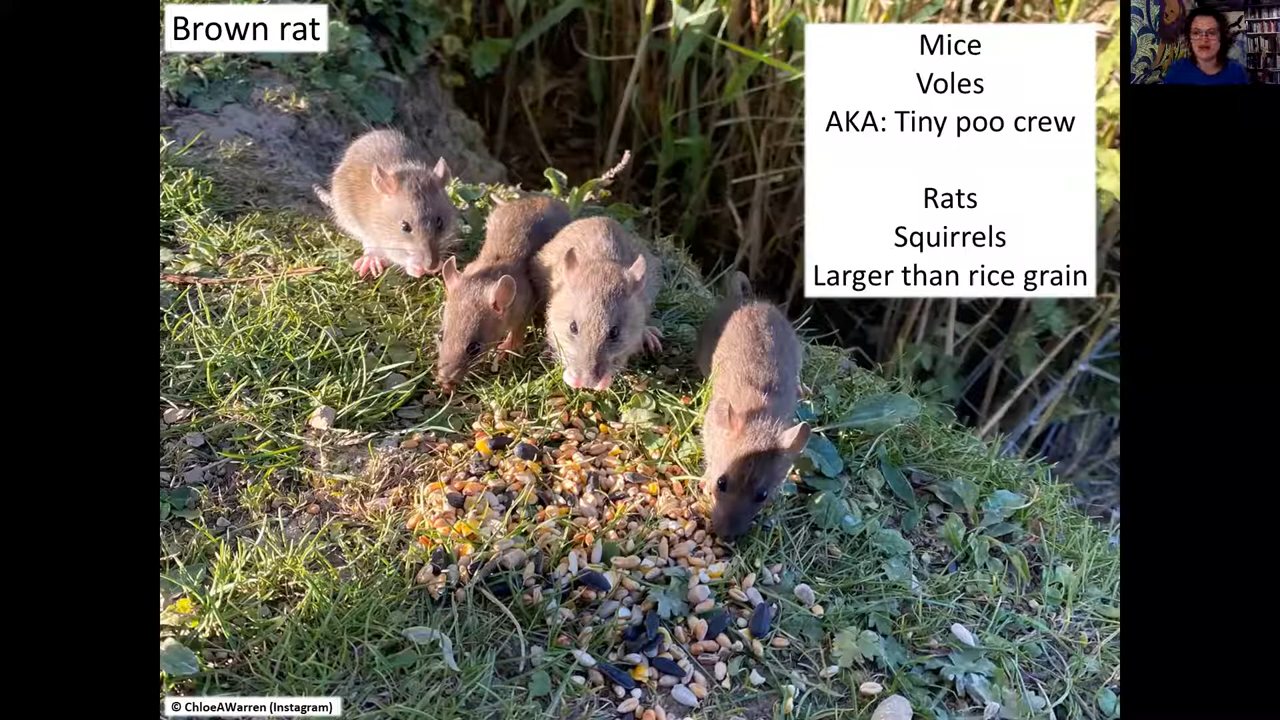 Brown rat
Mice
Voles
AKA: Tiny poo crew
Rats
Squirrels
Larger than rice grain
© ChloeAWarren (Instagram)